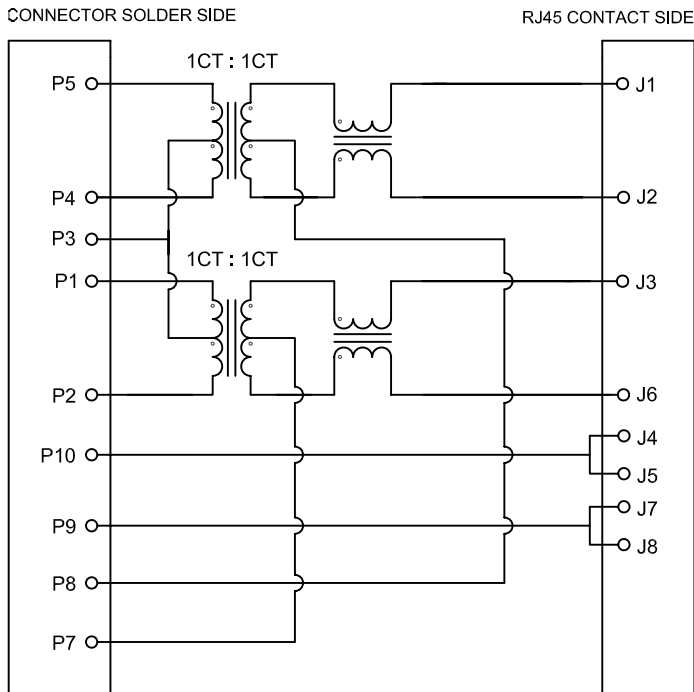 CONNECTOR SOLDER SIDE
RJ45 CONTACT SIDE
1CT : 1CT
P5
J1
P4
J2
P3
1CT : 1CT
P1
J3
P2
J6
J4
P10
J5
J7
P9
J8
P8
P7